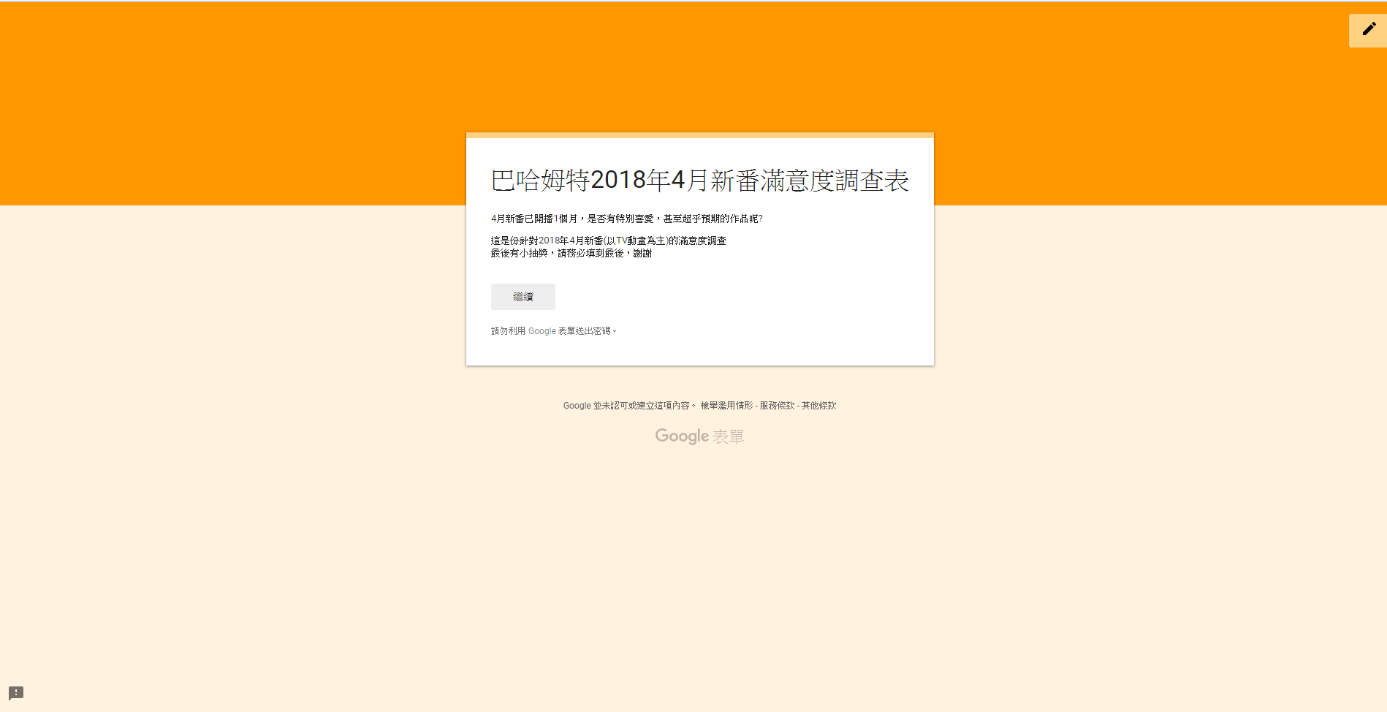 巴哈姆特2018年4月新番滿意度調查表
4月新番已開播1個月，是否有特別喜愛，甚至超乎預期的作品呢?
這是份針對2018年4月新番(以TV動畫為主)的滿意度調查
最後有小抽獎，請務必填到最後，謝謝
繼續
請勿利用 Google 表單送出密碼。
Google 並未認可或建立這項內容。 檢舉濫用情形 - 服務條款 - 其他條款
Google 表單